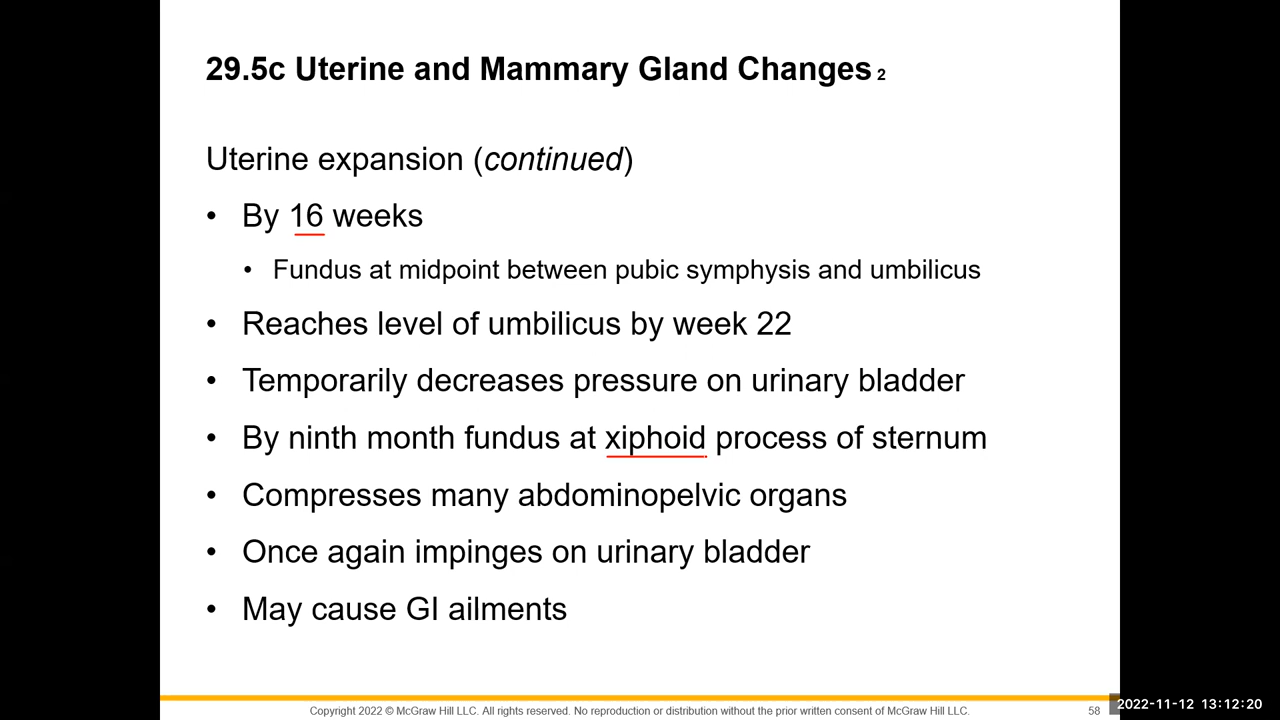 29.5c Uterine and Mammary Gland Changes 2
Uterine expansion (continued)
• By 16 weeks
• Fundus at midpoint between pubic symphysis and umbilicus
• Reaches level of umbilicus by week 22
• Temporarily decreases pressure on urinary bladder
• By ninth month fundus at xiphoid process of sternum
• Compresses many abdominopelvic organs
• Once again impinges on urinary bladder
• May cause GI ailments
Copyright 2022 © McGraw Hill LLC. All rights reserved. No reproduction or distribution without the prior written consent of McGraw Hill LLC.
58
2022-11-12 13:12:20